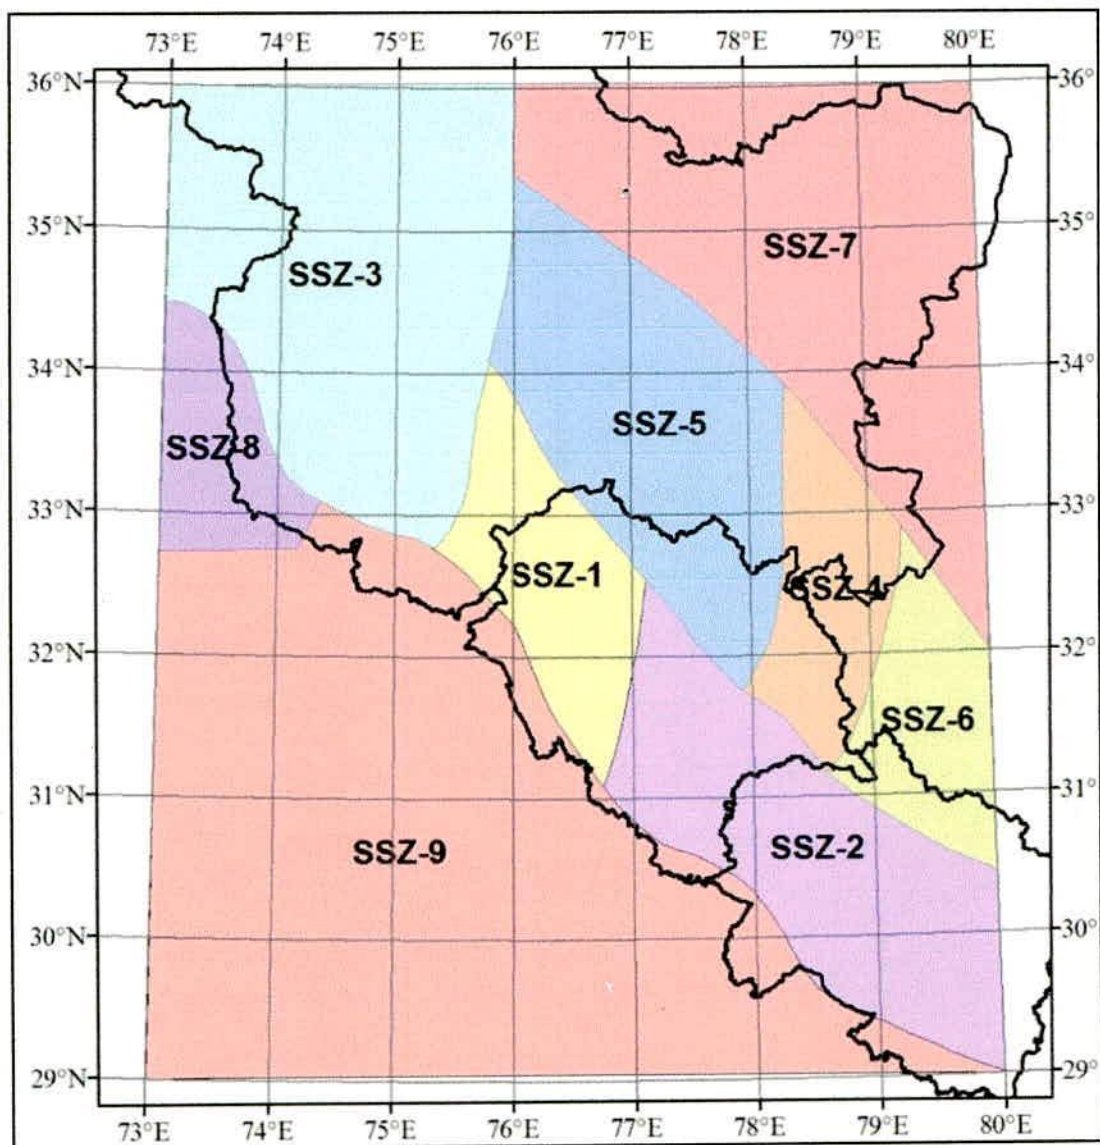 73°E 74°E 75°E 76°E 77°E 78°E 79°E 80°E
36°N 36°
35°N 35°
SSZ-7
SSZ-3
34°N 34°
SSZ-5
SSZ-8
33°N 33°
SSZ-1 SSZ-4
32°N 32°
SSZ-6
31°N 31°
SSZ-9 SSZ-2
30°N 30°
29°N 29°
73°E 74°E 75°E 76°E 77°E 78°E 79°E 80°E